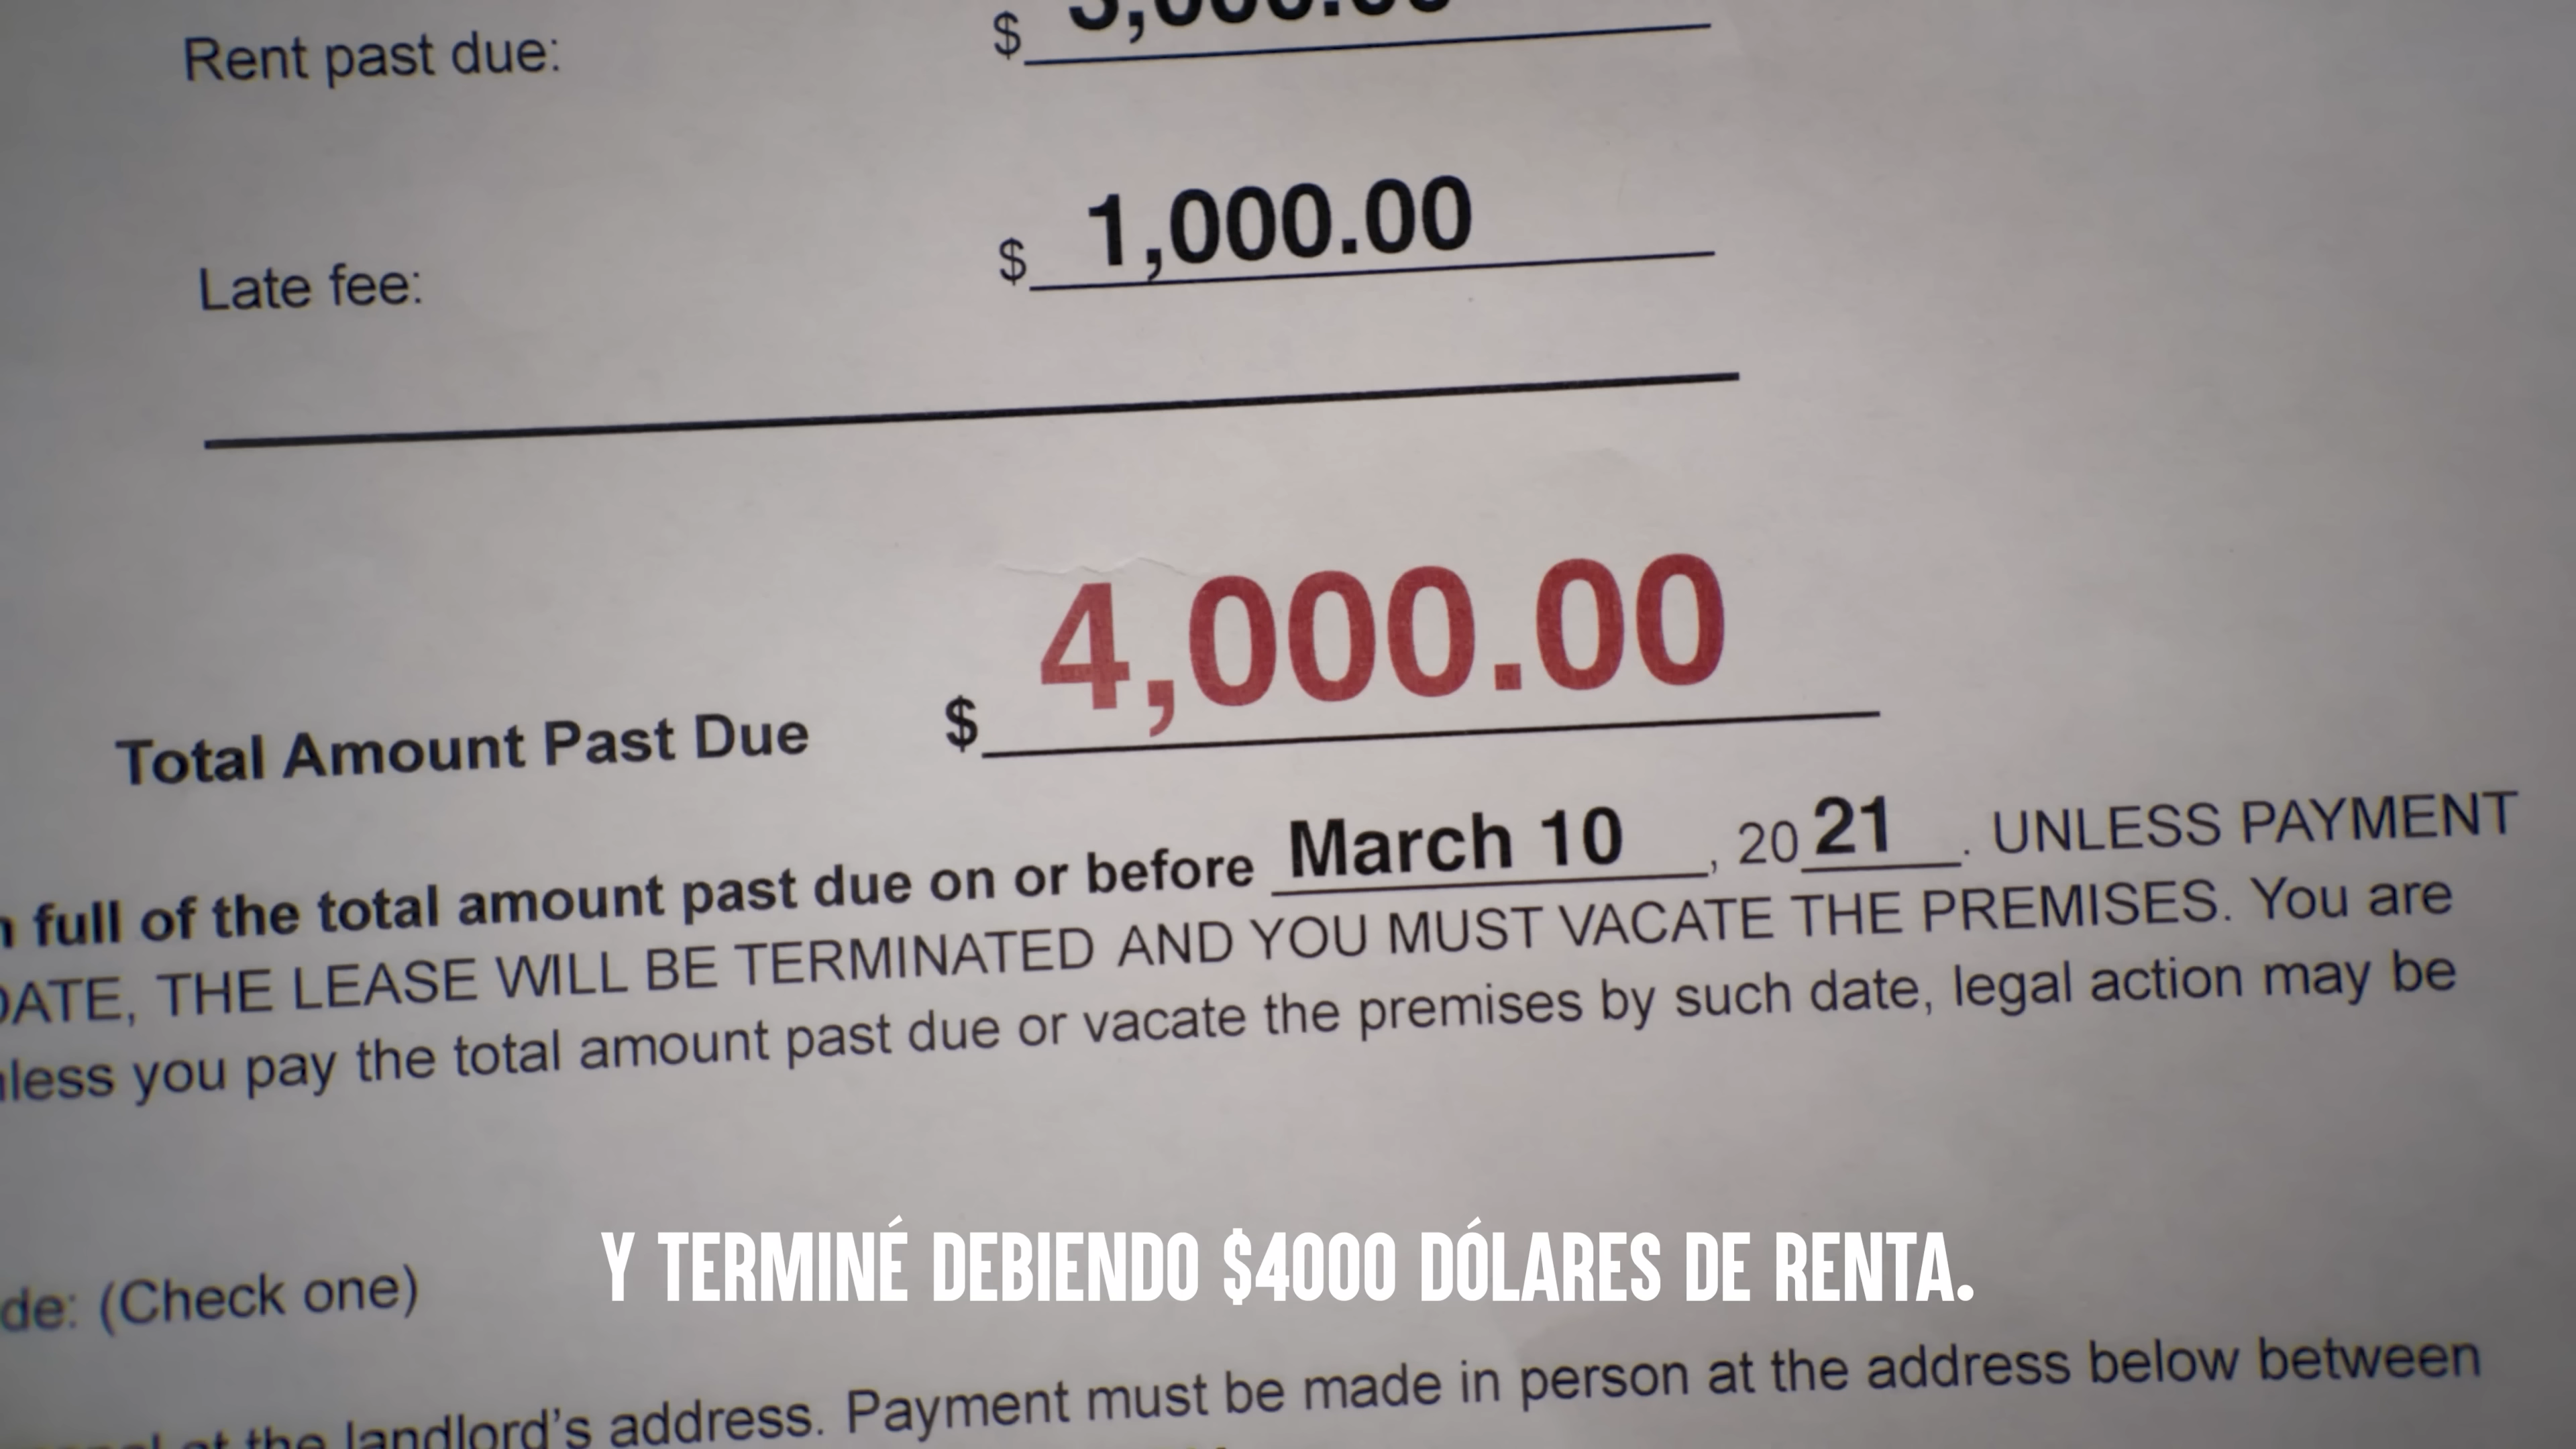 Rent past due:
$
Late fee:
$ 1,000.00
Total Amount Past Due
$ 4,000.00
full of the total amount past due on or before March 10, 2021. UNLESS PAYMENT
DATE, THE LEASE WILL BE TERMINATED AND YOU MUST VACATE THE PREMISES. You are
you pay the total amount past due or vacate the premises by such date, legal action may be
Y TERMINÉ DEBIENDO $4000 DÓLARES DE RENTA.
(Check one)
at the landlord's address. Payment must be made in person at the address below between